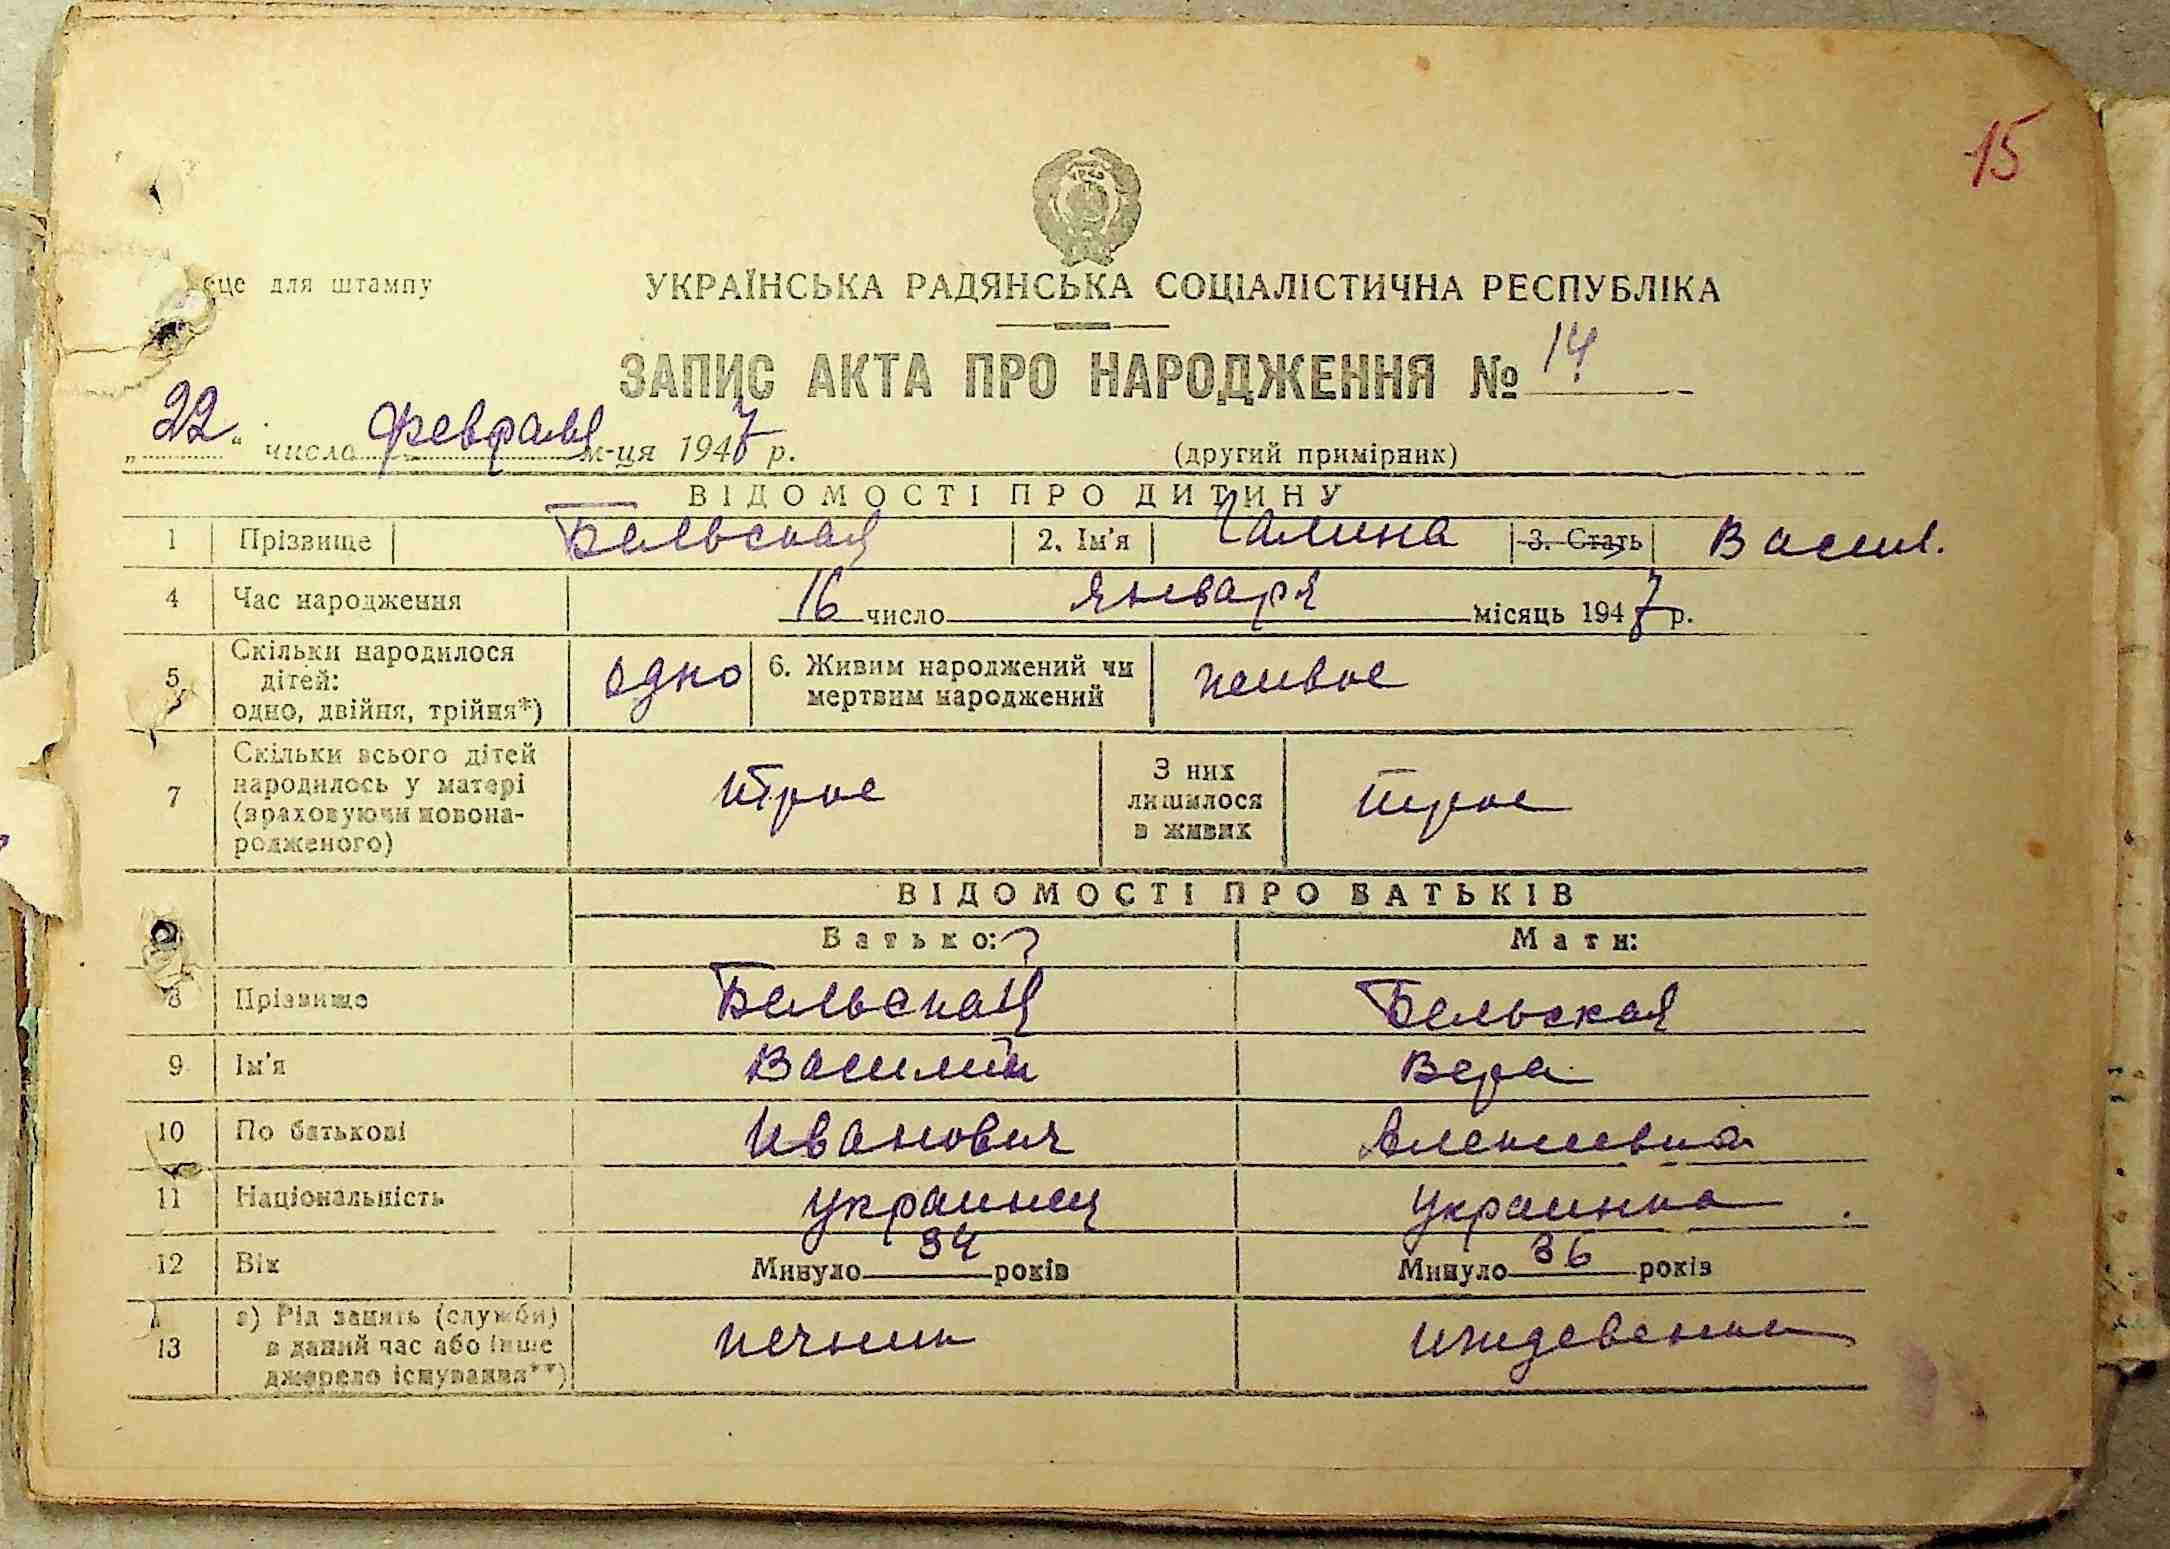 15
це для штампу
УКРАЇНСЬКА РАДЯНСЬКА СОЦІАЛІСТИЧНА РЕСПУБЛІКА
ЗАПИС АКТА ПРО НАРОДЖЕННЯ № 14
„22“ число февраля м-ця 1947 р.
(другий примірник)
ВІДОМОСТІ ПРО ДИТИНУ
1 Прізвище Бельская 2. Ім'я Галина 3. Стать Васил.
4 Час народження 16 число января місяць 1947 р.
5 Скільки народилося дітей: одно, двійня, трійня*) одно 6. Живим народжений чи мертвим народжений живое
7 Скільки всього дітей народилось у матері (враховуючи новонародженого) трое З них лишилося в живих трое
ВІДОМОСТІ ПРО БАТЬКІВ
Батько: Мати:
8 Прізвище Бельский Бельская
9 Ім'я Василий Вера
10 По батькові Иванович Алексеевна
11 Національність украинец украинка
12 Вік Минуло 34 років Минуло 36 років
13 а) Рід занять (служби) в даний час або інше джерело існування**) печник иждевение